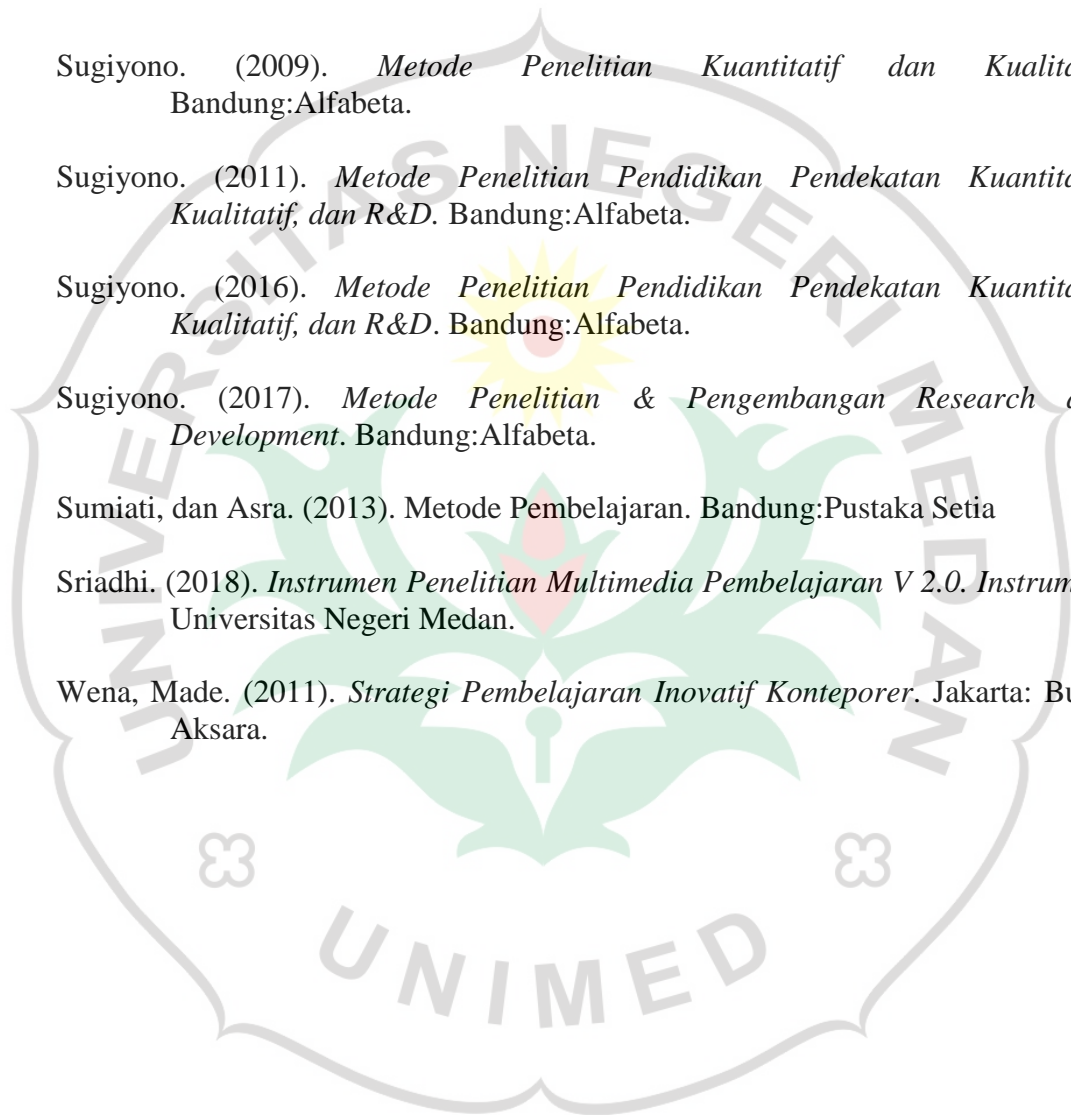 Sugiyono. (2009). Metode Penelitian Kuantitatif dan Kualita
Bandung:Alfabeta.
Sugiyono. (2011). Metode Penelitian Pendidikan Pendekatan Kuantita
Kualitatif, dan R&D. Bandung:Alfabeta.
Sugiyono. (2016). Metode Penelitian Pendidikan Pendekatan Kuantita
Kualitatif, dan R&D. Bandung:Alfabeta.
Sugiyono. (2017). Metode Penelitian & Pengembangan Research
Development. Bandung:Alfabeta.
Sumiati, dan Asra. (2013). Metode Pembelajaran. Bandung:Pustaka Setia
Sriadhi. (2018). Instrumen Penelitian Multimedia Pembelajaran V 2.0. Instrum
Universitas Negeri Medan.
Wena, Made. (2011). Strategi Pembelajaran Inovatif Konteporer. Jakarta: Bu
Aksara.
UNIVERSITAS NEGERI MEDAN
UNIMED